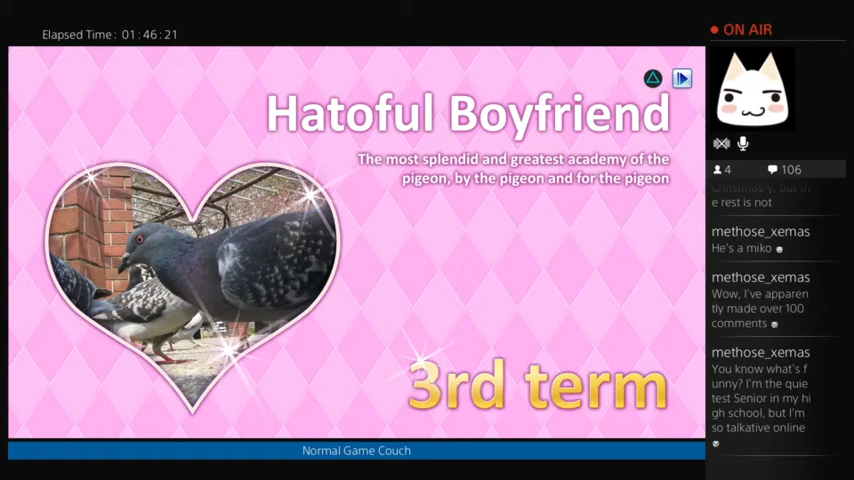 Elapsed Time: 01:46:21
ON AIR
Hatoful Boyfriend
The most splendid and greatest academy of the
pigeon, by the pigeon and for the pigeon
3rd term
Normal Game Couch
4 106
Christmas-y, but th
e rest is not
methose_xemas
He's a miko
methose_xemas
Wow, I've apparen
tly made over 100
comments
methose_xemas
You know what's f
unny? I'm the quie
test Senior in my hi
gh school, but I'm
so talkative online